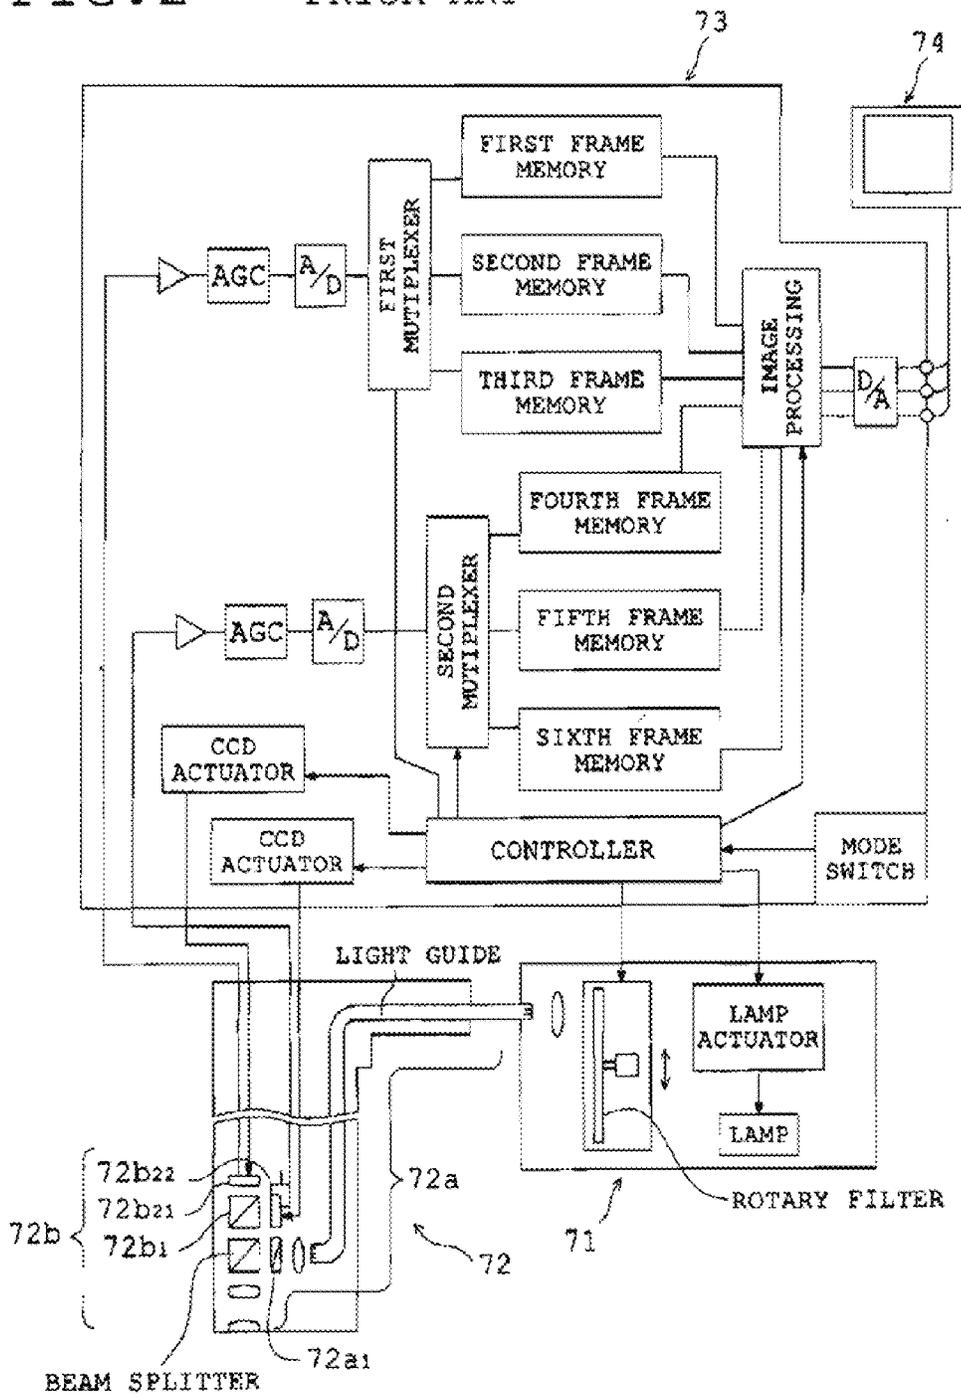 FIG.2 PRIOR ART
73
74
FIRST FRAME
MEMORY
SECOND FRAME
MEMORY
THIRD FRAME
MEMORY
FIRST
MUTIPLEXER
AGC
A/D
IMAGE
PROCESSING
D/A
FOURTH FRAME
MEMORY
FIFTH FRAME
MEMORY
SIXTH FRAME
MEMORY
SECOND
MUTIPLEXER
AGC
A/D
CCD
ACTUATOR
CCD
ACTUATOR
CONTROLLER
MODE
SWITCH
LIGHT GUIDE
LAMP
ACTUATOR
LAMP
ROTARY FILTER
71
72
72a
72b22
72b21
72b1
72b
72a1
BEAM SPLITTER